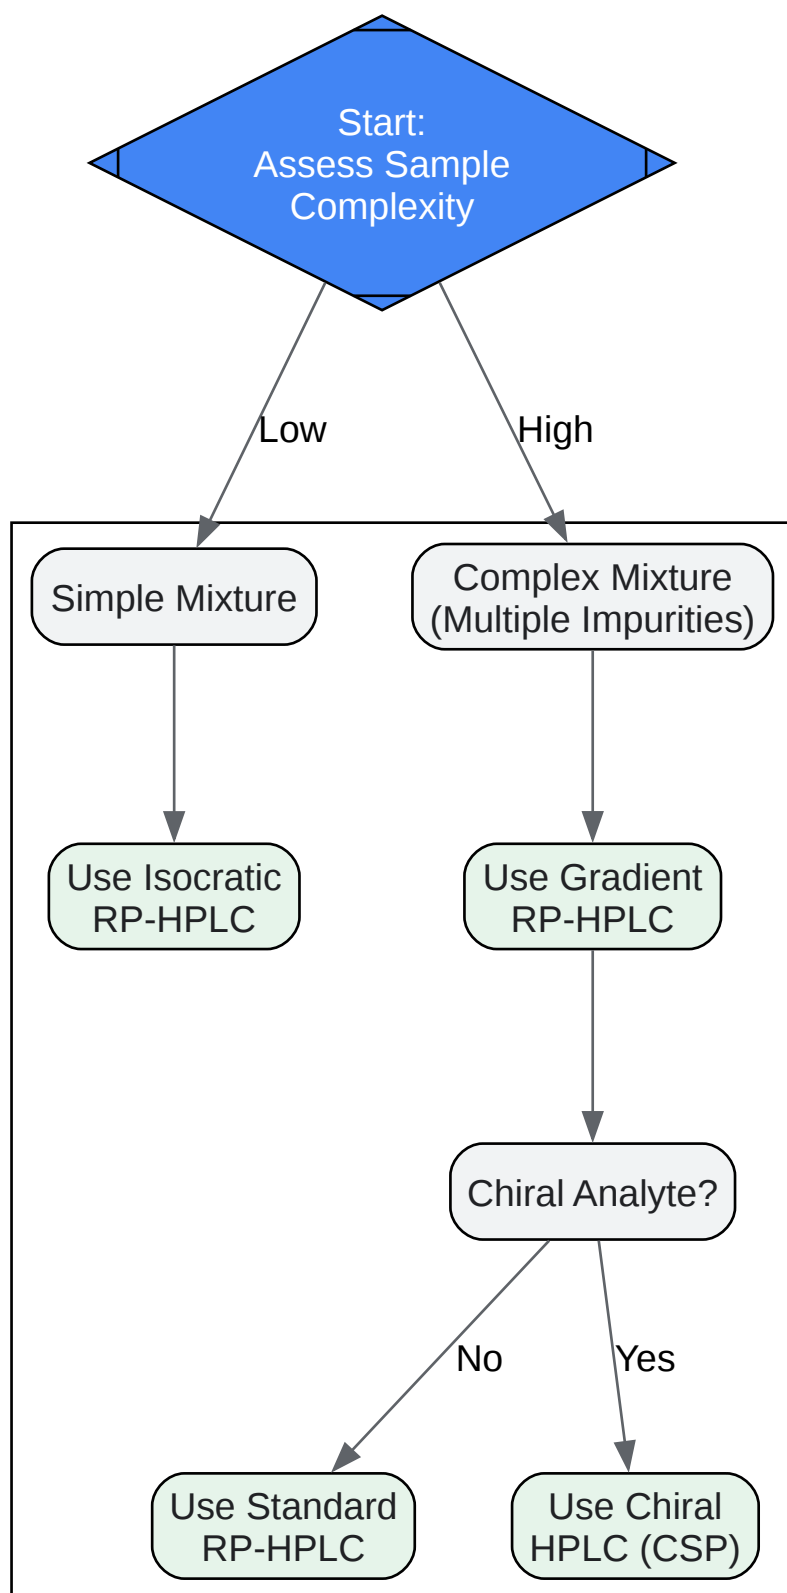 Start:
Assess Sample
Complexity
Low
High
Simple Mixture
Complex Mixture
(Multiple Impurities)
Use Isocratic
RP-HPLC
Use Gradient
RP-HPLC
Chiral Analyte?
No
Yes
Use Standard
RP-HPLC
Use Chiral
HPLC (CSP)